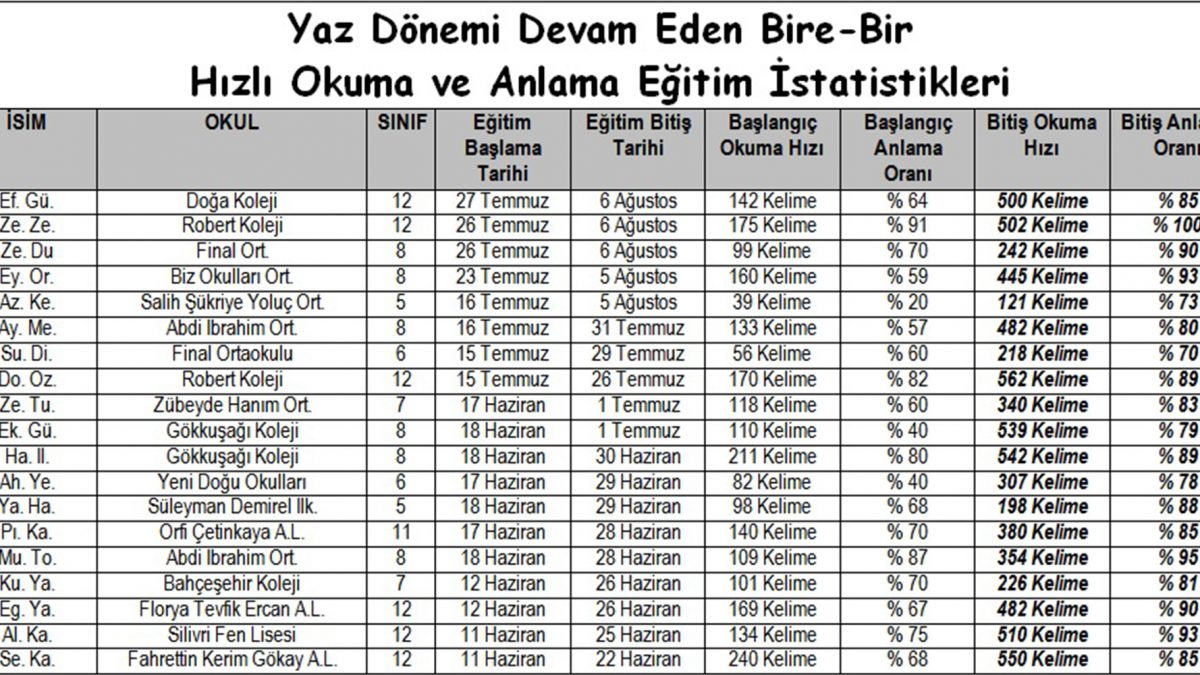 Yaz Dönemi Devam Eden Bire-Bir
Hızlı Okuma ve Anlama Eğitim İstatistikleri
İSİM OKUL SINIF Eğitim Başlama Tarihi Eğitim Bitiş Tarihi Başlangıç Okuma Hızı Başlangıç Anlama Oranı Bitiş Okuma Hızı Bitiş Anl Oran
Ef. Gü. Doğa Koleji 12 27 Temmuz 6 Ağustos 142 Kelime % 64 500 Kelime % 85
Ze. Ze. Robert Koleji 12 26 Temmuz 6 Ağustos 175 Kelime % 91 502 Kelime % 100
Ze. Du Final Ort. 8 26 Temmuz 6 Ağustos 99 Kelime % 70 242 Kelime % 90
Ey. Or. Biz Okulları Ort. 8 23 Temmuz 5 Ağustos 160 Kelime % 59 445 Kelime % 93
Az. Ke. Salih Şükriye Yoluç Ort. 5 16 Temmuz 5 Ağustos 39 Kelime % 20 121 Kelime % 73
Ay. Me. Abdi Ibrahim Ort. 8 16 Temmuz 31 Temmuz 133 Kelime % 57 482 Kelime % 80
Su. Di. Final Ortaokulu 6 15 Temmuz 29 Temmuz 56 Kelime % 60 218 Kelime % 70
Do. Oz. Robert Koleji 12 15 Temmuz 26 Temmuz 170 Kelime % 82 562 Kelime % 89
Ze. Tu. Zübeyde Hanım Ort. 7 17 Haziran 1 Temmuz 118 Kelime % 60 340 Kelime % 83
Ek. Gü. Gökkuşağı Koleji 8 18 Haziran 1 Temmuz 110 Kelime % 40 539 Kelime % 79
Ha. Il. Gökkuşağı Koleji 8 18 Haziran 30 Haziran 211 Kelime % 80 542 Kelime % 89
Ah. Ye. Yeni Doğu Okulları 6 17 Haziran 29 Haziran 82 Kelime % 40 307 Kelime % 78
Ya. Ha. Süleyman Demirel Ilk. 5 18 Haziran 29 Haziran 98 Kelime % 68 198 Kelime % 88
Pı. Ka. Orfi Çetinkaya A.L. 11 17 Haziran 28 Haziran 140 Kelime % 70 380 Kelime % 85
Mu. To. Abdi Ibrahim Ort. 8 18 Haziran 28 Haziran 109 Kelime % 87 354 Kelime % 95
Ku. Ya. Bahçeşehir Koleji 7 12 Haziran 26 Haziran 101 Kelime % 70 226 Kelime % 81
Eg. Ya. Florya Tevfik Ercan A.L. 12 12 Haziran 26 Haziran 169 Kelime % 67 482 Kelime % 90
Al. Ka. Silivri Fen Lisesi 12 11 Haziran 25 Haziran 134 Kelime % 75 510 Kelime % 93
Se. Ka. Fahrettin Kerim Gökay A.L. 12 11 Haziran 22 Haziran 240 Kelime % 68 550 Kelime % 85